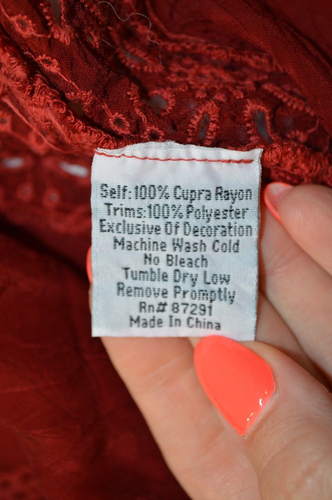 Self: 100% Cupra Rayon
Trims: 100% Polyester
Exclusive Of Decoration
Machine Wash Cold
No Bleach
Tumble Dry Low
Remove Promptly
Rn# 87291
Made In China